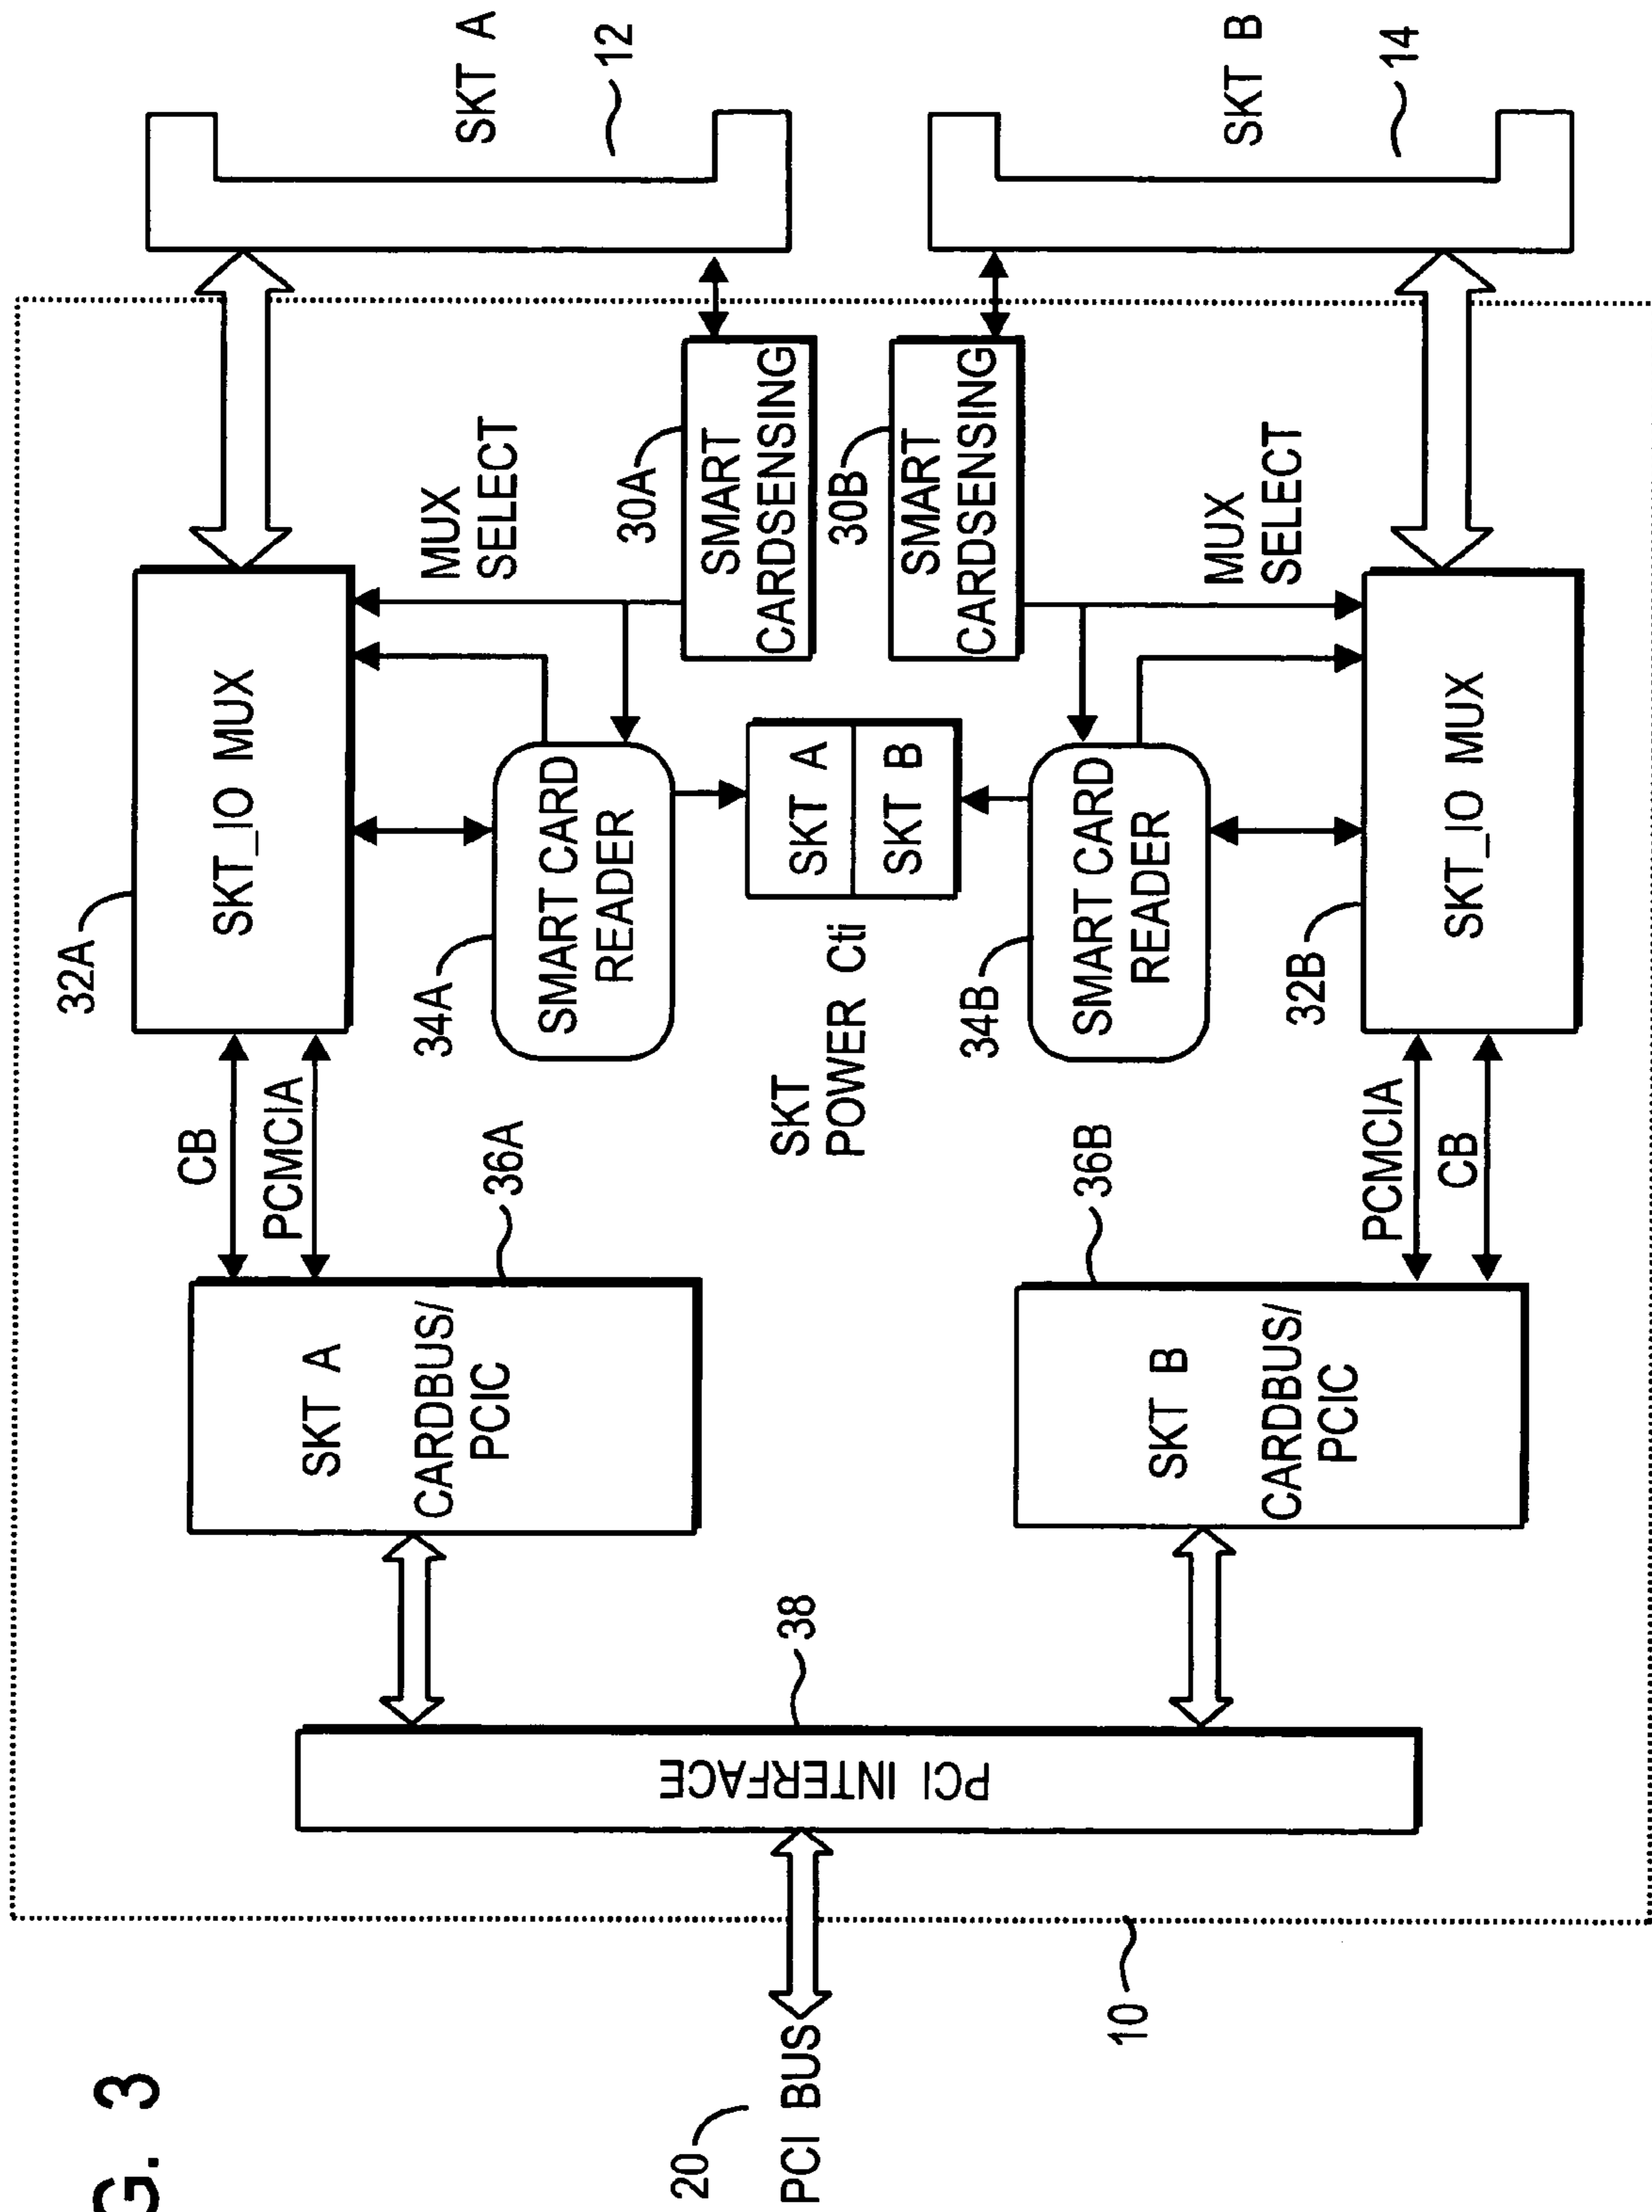 G. 3
20
PCI BUS
10
PCI INTERFACE
38
SKT A
CARDBUS/
PCIC
36A
CB
PCMCIA
32A
SKT_IO MUX
34A
SMART CARD
READER
MUX
SELECT
30A
SMART
CARDSENSING
SKT A
12
SKT
POWER Cti
SKT A
SKT B
SKT B
CARDBUS/
PCIC
36B
PCMCIA
CB
32B
SKT_IO MUX
34B
SMART CARD
READER
30B
SMART
CARDSENSING
MUX
SELECT
SKT B
14